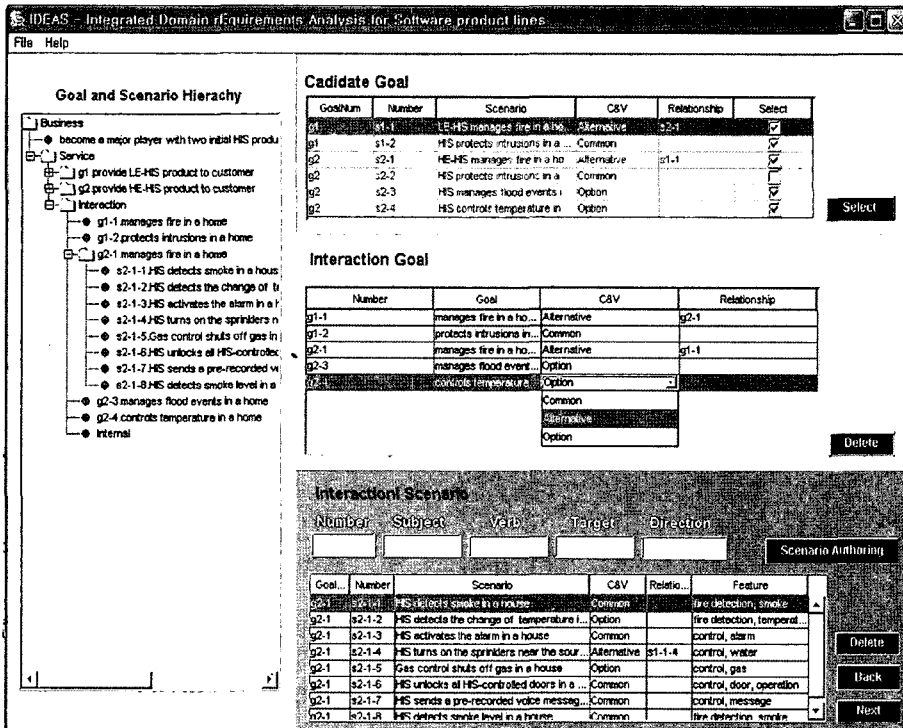 IDEAS - Integrated Domain rEquirements Analysis for Software product lines
File Help
Goal and Scenario Hierachy
Business
become a major player with two initial HIS produ
Service
g1.provide LE-HIS product to customer
g2.provide HE-HIS product to customer
Interaction
g1-1.manages fire in a home
g1-2.protects intrusions in a home
g2-1.manages fire in a home
s2-1-1.HIS detects smoke in a hous
s2-1-2.HIS detects the change of te
s2-1-3.HIS activates the alarm in a h
s2-1-4.HIS turns on the sprinklers n
s2-1-5.Gas control shuts off gas in
s2-1-6.HIS unlocks all HIS-controlled
s2-1-7.HIS sends a pre-recorded vo
s2-1-8.HIS detects smoke level in a
g2-3.manages flood events in a home
g2-4.controls temperature in a home
Internal
Cadidate Goal
GoalNum Number Scenario C&V Relationship Select
g1 s1-1 LE-HIS manages fire in a ho... Alternative s2-1
g1 s1-2 HIS protects intrusions in a ... Common
g2 s2-1 HE-HIS manages fire in a ho Alternative s1-1
g2 s2-2 HIS protects intrusions in a Common
g2 s2-3 HIS manages flood events i Option
g2 s2-4 HIS controls temperature in Option
Select
Interaction Goal
Number Goal C&V Relationship
g1-1 manages fire in a ho... Alternative g2-1
g1-2 protects intrusions in... Common
g2-1 manages fire in a ho... Alternative g1-1
g2-3 manages flood event... Option
controls temperature Option
Common
Alternative
Option
Delete
Interactionl Scenario
Number Subject Verb Target Direction
Scenario Authoring
Goal... Number Scenario C&V Relatio... Feature
g2-1 s2-1-1 HIS detects smoke in a house Common fire detection, smoke
g2-1 s2-1-2 HIS detects the change of temperature i... Option fire detection, temperat...
g2-1 s2-1-3 HIS activates the alarm in a house Common control, alarm
g2-1 s2-1-4 HIS turns on the sprinklers near the sour... Alternative s1-1-4 control, water
g2-1 s2-1-5 Gas control shuts off gas in a house Option control, gas
g2-1 s2-1-6 HIS unlocks all HIS-controlled doors in a ... Common control, door, operation
g2-1 s2-1-7 HIS sends a pre-recorded voice messag... Common control, message
g2-1 s2-1-8 HIS detects smoke level in a house Common fire detection, smoke
Delete
Back
Next